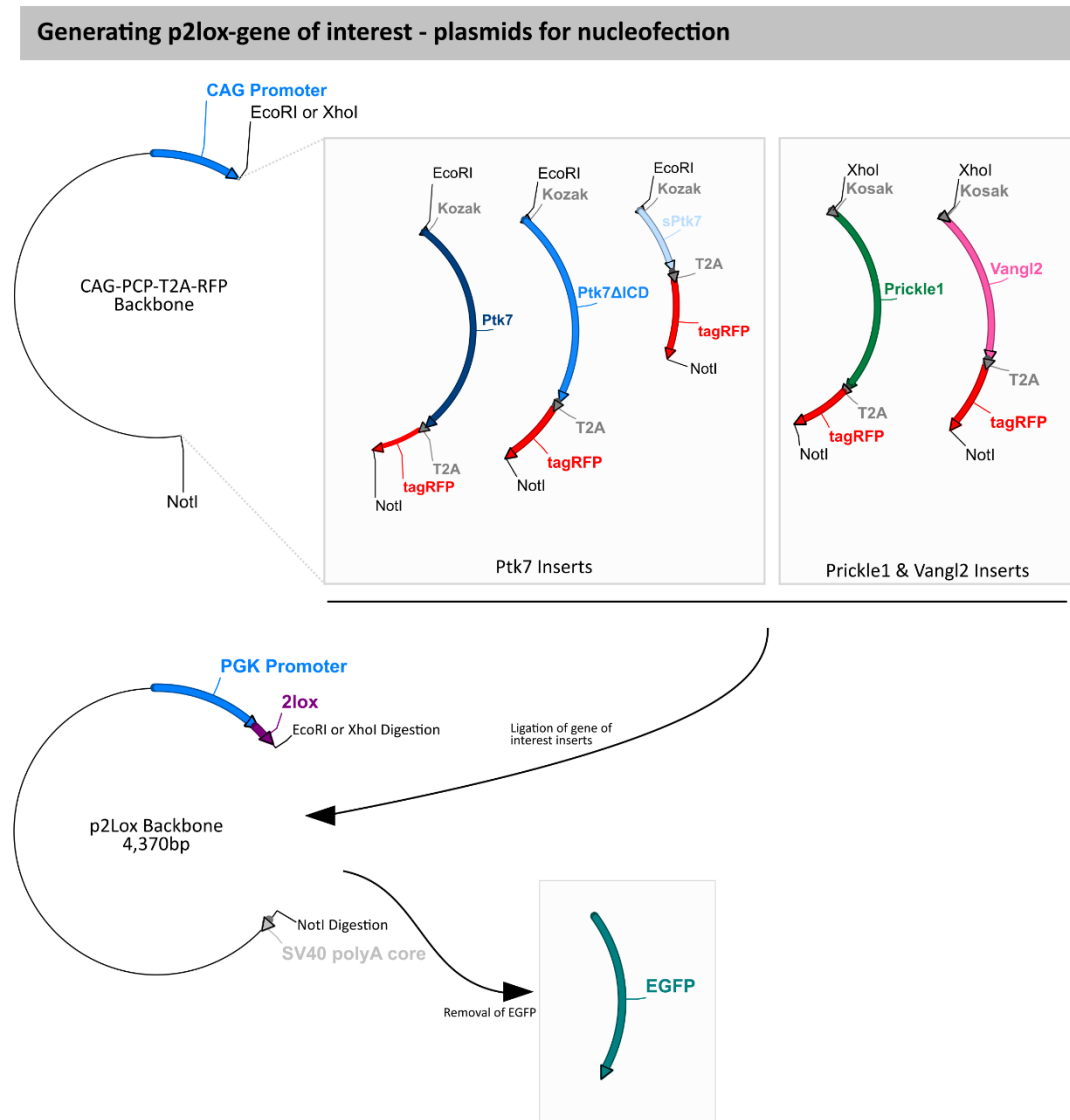 Generating p2lox-gene of interest - plasmids for nucleofection
CAG Promoter
EcoRI or XhoI
CAG-PCP-T2A-RFP
Backbone
NotI
EcoRI
Kozak
Ptk7
T2A
tagRFP
NotI
EcoRI
Kozak
Ptk7ΔICD
T2A
tagRFP
NotI
EcoRI
Kozak
sPtk7
T2A
tagRFP
NotI
Ptk7 Inserts
XhoI
Kosak
Prickle1
T2A
tagRFP
NotI
XhoI
Kosak
Vangl2
T2A
tagRFP
NotI
Prickle1 & Vangl2 Inserts
PGK Promoter
2lox
EcoRI or XhoI Digestion
Ligation of gene of
interest inserts
p2Lox Backbone
4,370bp
NotI Digestion
SV40 polyA core
Removal of EGFP
EGFP